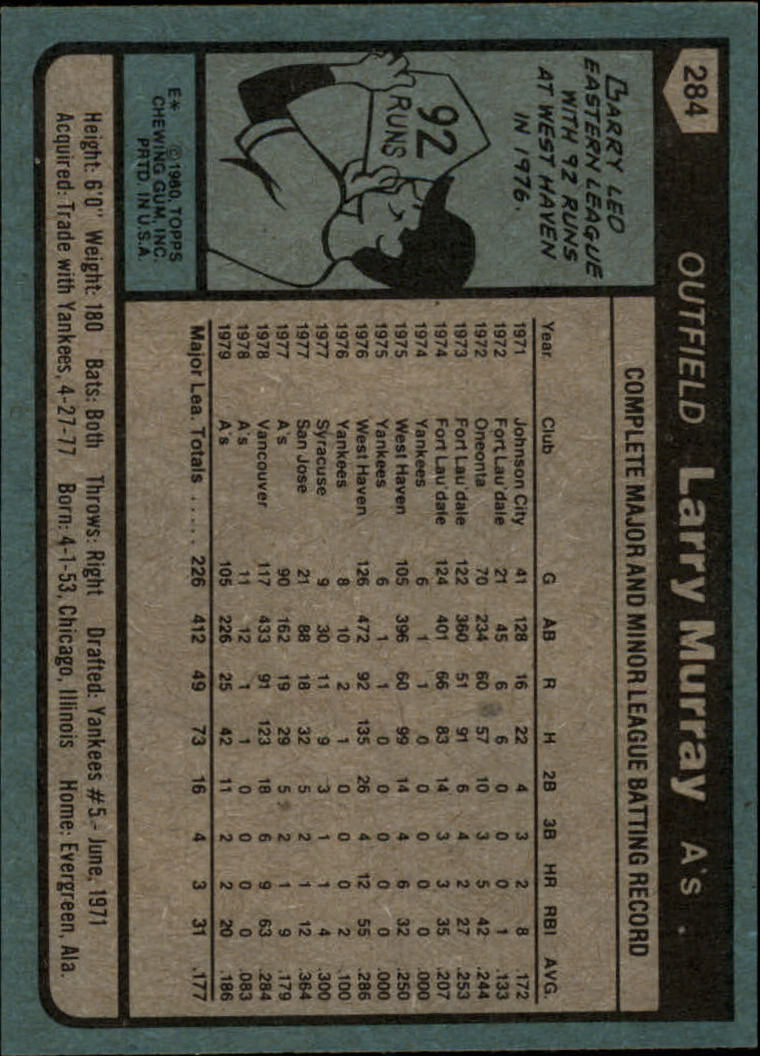 284
OUTFIELD Larry Murray A's
LARRY LEO
EASTERN LEAGUE
WITH 92 RUNS
AT WEST HAVEN
IN 1976.
92
RUNS
E* ©1980, TOPPS
CHEWING GUM, INC.
PRTD. IN U.S.A.
COMPLETE MAJOR AND MINOR LEAGUE BATTING RECORD
Year Club G AB R H 2B 3B HR RBI AVG.
1971 Johnson City 41 128 16 22 4 3 2 8 .172
1972 Fort Lau'dale 21 45 6 6 0 0 0 1 .133
1972 Oneonta 70 234 60 57 10 3 5 42 .244
1973 Fort Lau'dale 122 360 51 91 6 4 2 27 .253
1974 Fort Lau'dale 124 401 66 83 14 3 3 35 .207
1974 Yankees 6 1 1 0 0 0 0 0 .000
1975 West Haven 105 396 60 99 14 4 6 32 .250
1975 Yankees 6 1 1 0 0 0 0 0 .000
1976 West Haven 126 472 92 135 26 4 12 55 .286
1976 Yankees 8 10 2 1 0 0 0 2 .100
1977 Syracuse 9 30 11 9 3 1 1 4 .300
1977 San Jose 21 88 18 32 5 2 1 12 .364
1977 A's 90 162 19 29 5 2 1 9 .179
1978 Vancouver 117 433 91 123 18 6 9 63 .284
1978 A's 11 12 1 1 0 0 0 0 .083
1979 A's 105 226 25 42 11 2 2 20 .186
Major Lea. Totals ..... 226 412 49 73 16 4 3 31 .177
Height: 6'0" Weight: 180 Bats: Both Throws: Right Drafted: Yankees #5 - June, 1971
Acquired: Trade with Yankees, 4-27-77 Born: 4-1-53, Chicago, Illinois Home: Evergreen, Ala.